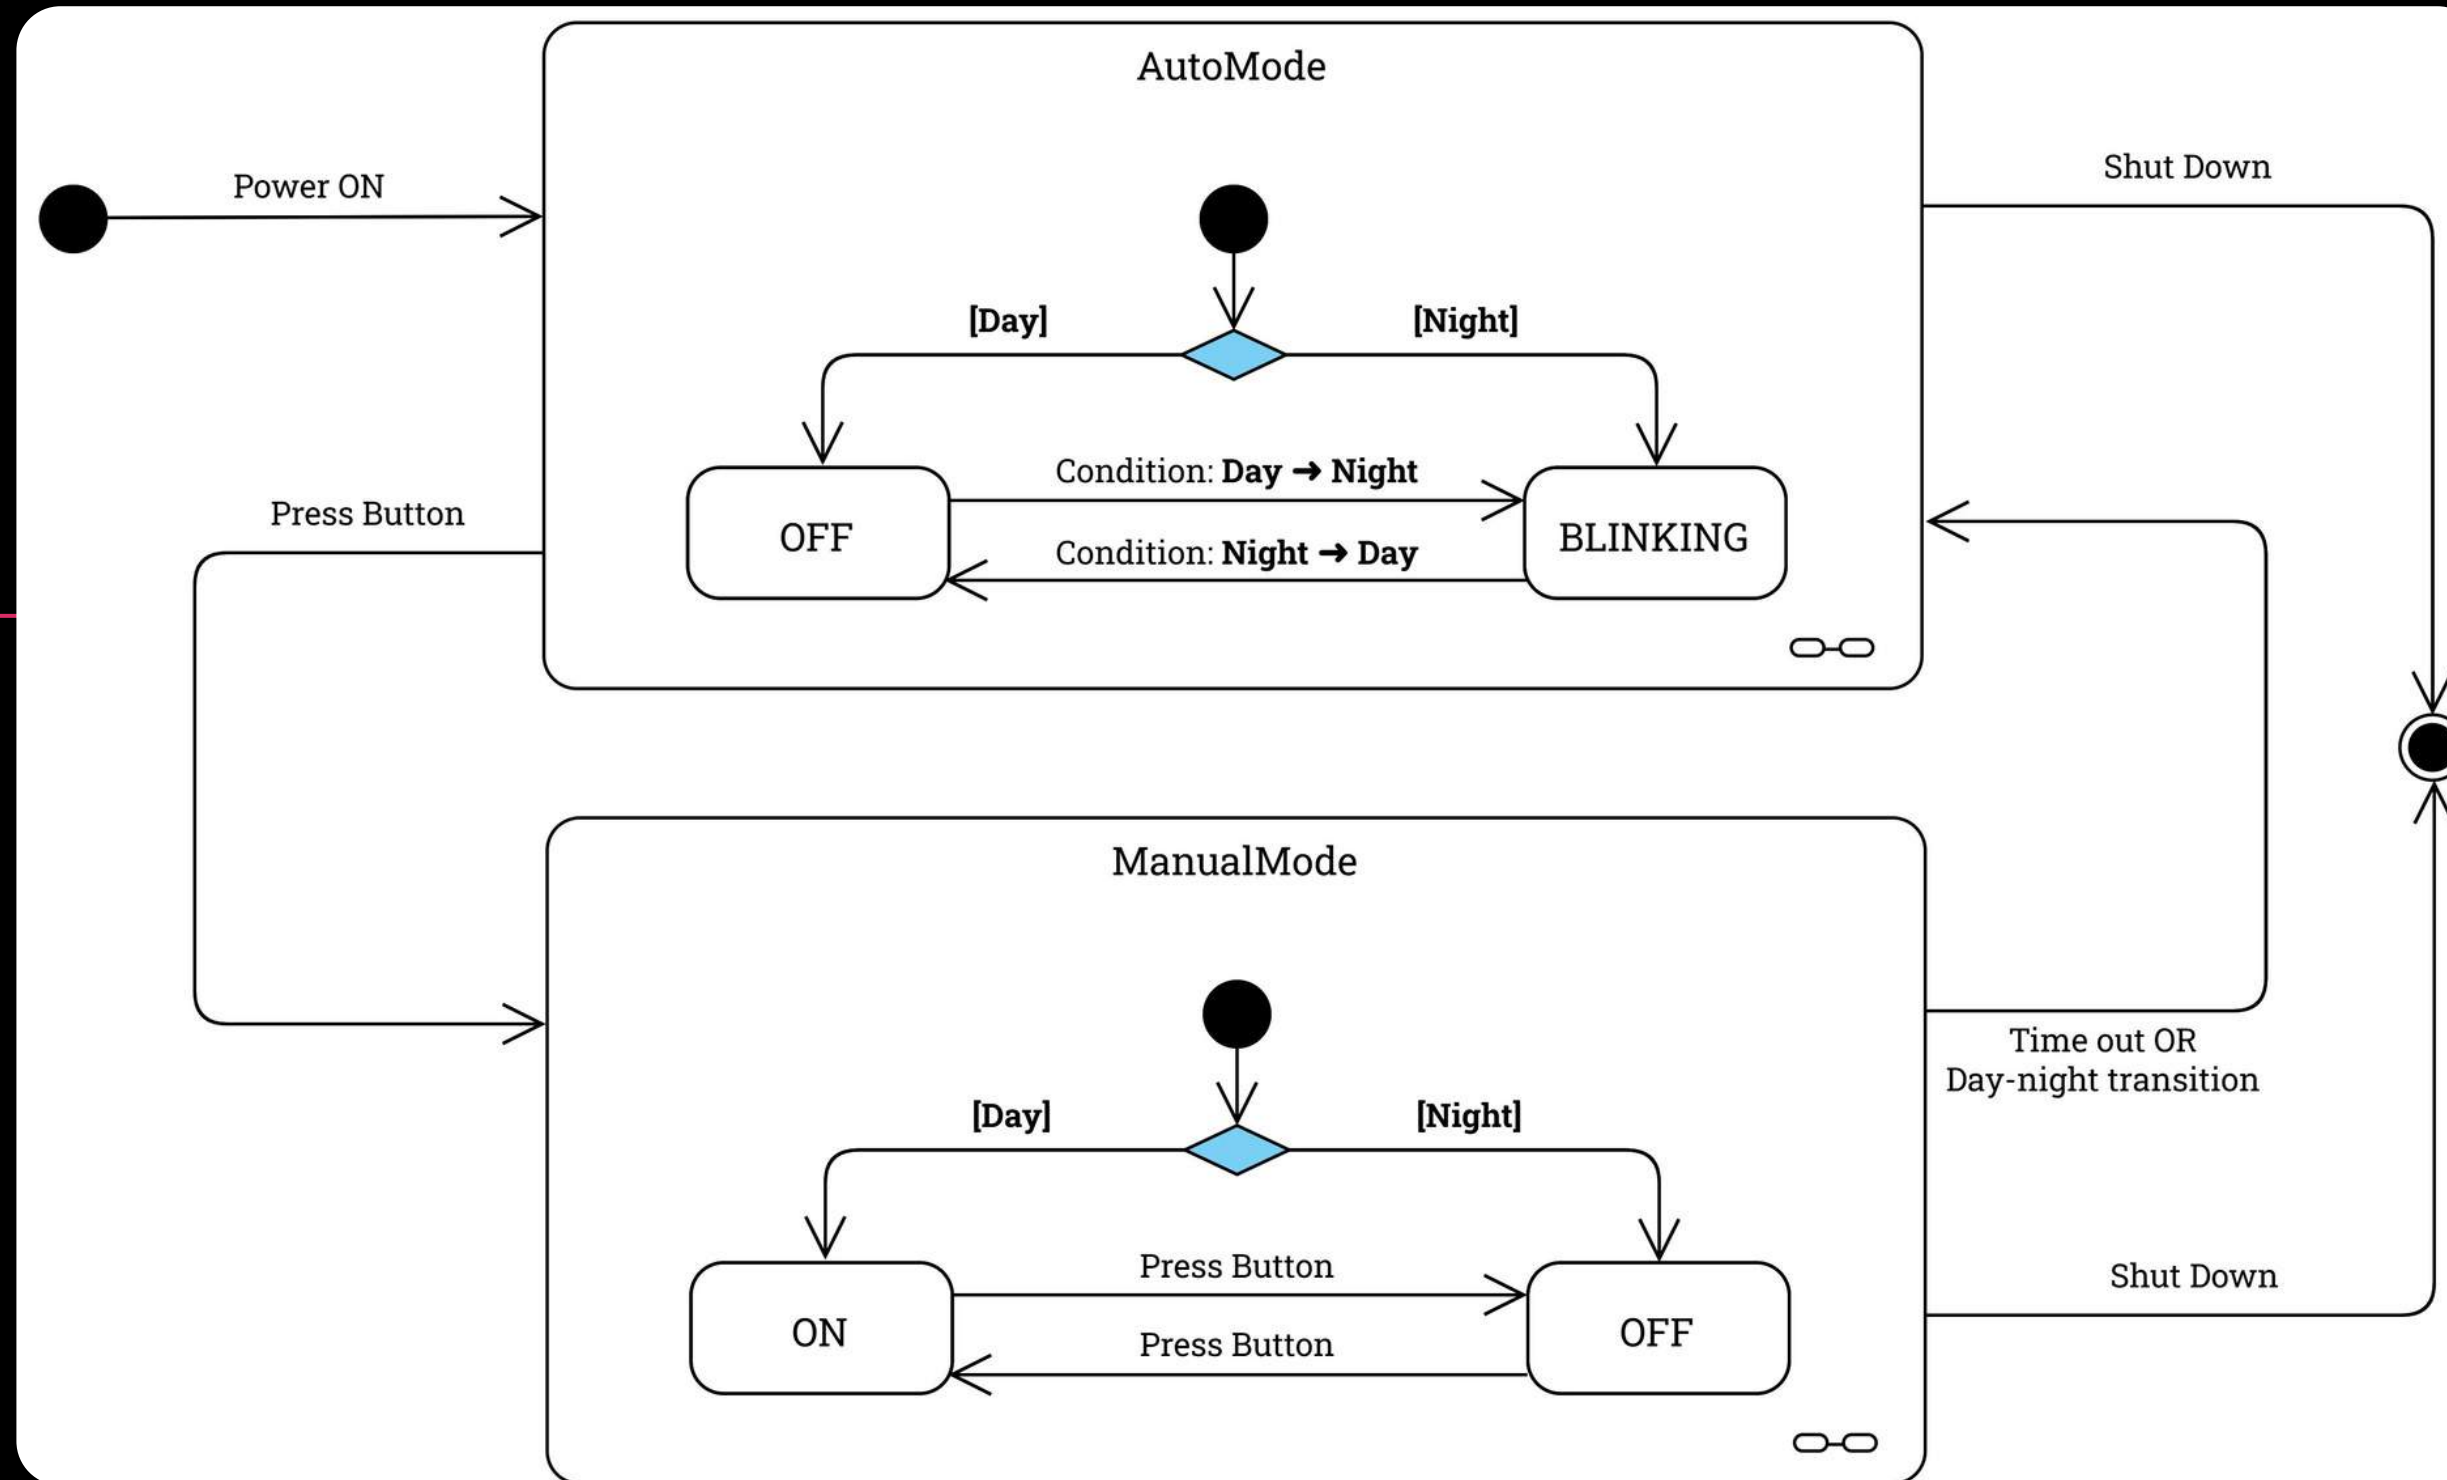 AutoMode
Power ON
Shut Down
[Day]
[Night]
Condition: Day ➜ Night
OFF
BLINKING
Condition: Night ➜ Day
Press Button
ManualMode
Time out OR
Day-night transition
[Day]
[Night]
Press Button
ON
OFF
Press Button
Shut Down